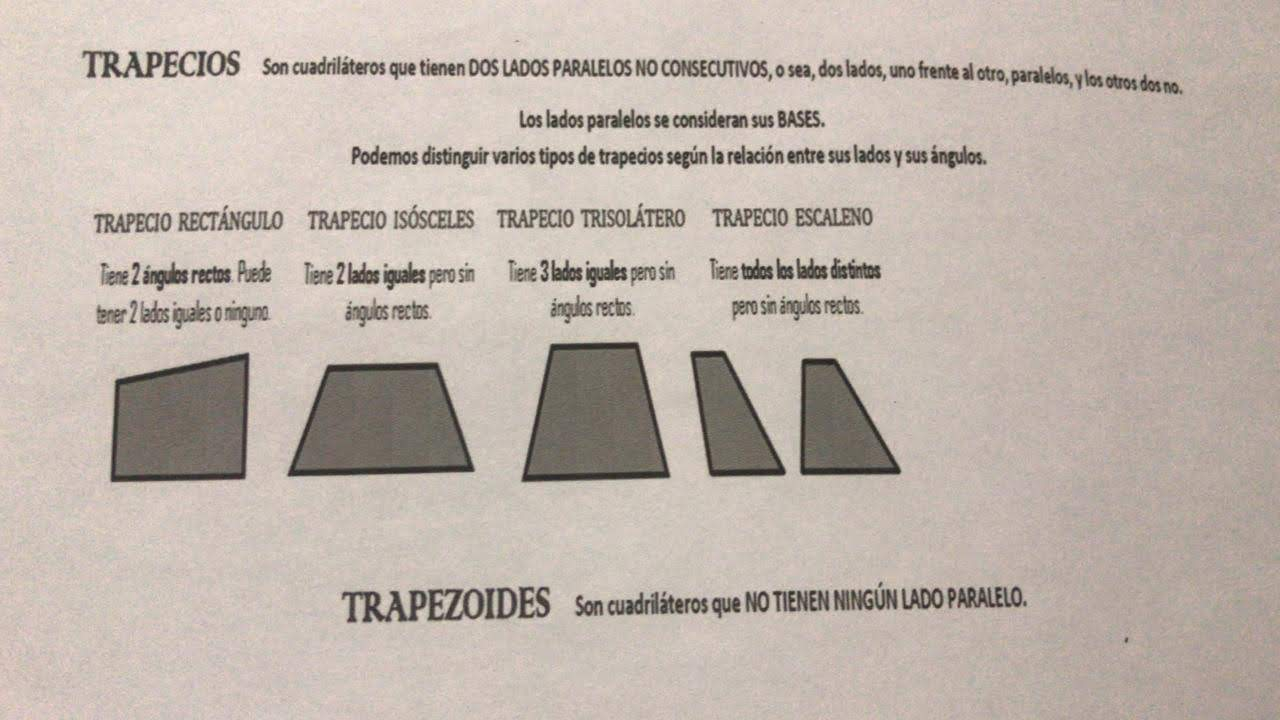 TRAPECIOS Son cuadriláteros que tienen DOS LADOS PARALELOS NO CONSECUTIVOS, o sea, dos lados, uno frente al otro, paralelos, y los otros dos no.
Los lados paralelos se consideran sus BASES.
Podemos distinguir varios tipos de trapecios según la relación entre sus lados y sus ángulos.
TRAPECIO RECTÁNGULO
Tiene 2 ángulos rectos. Puede
tener 2 lados iguales o ninguno.
TRAPECIO ISÓSCELES
Tiene 2 lados iguales pero sin
ángulos rectos.
TRAPECIO TRISOLÁTERO
Tiene 3 lados iguales pero sin
ángulos rectos.
TRAPECIO ESCALENO
Tiene todos los lados distintos
pero sin ángulos rectos.
TRAPEZOIDES Son cuadriláteros que NO TIENEN NINGÚN LADO PARALELO.